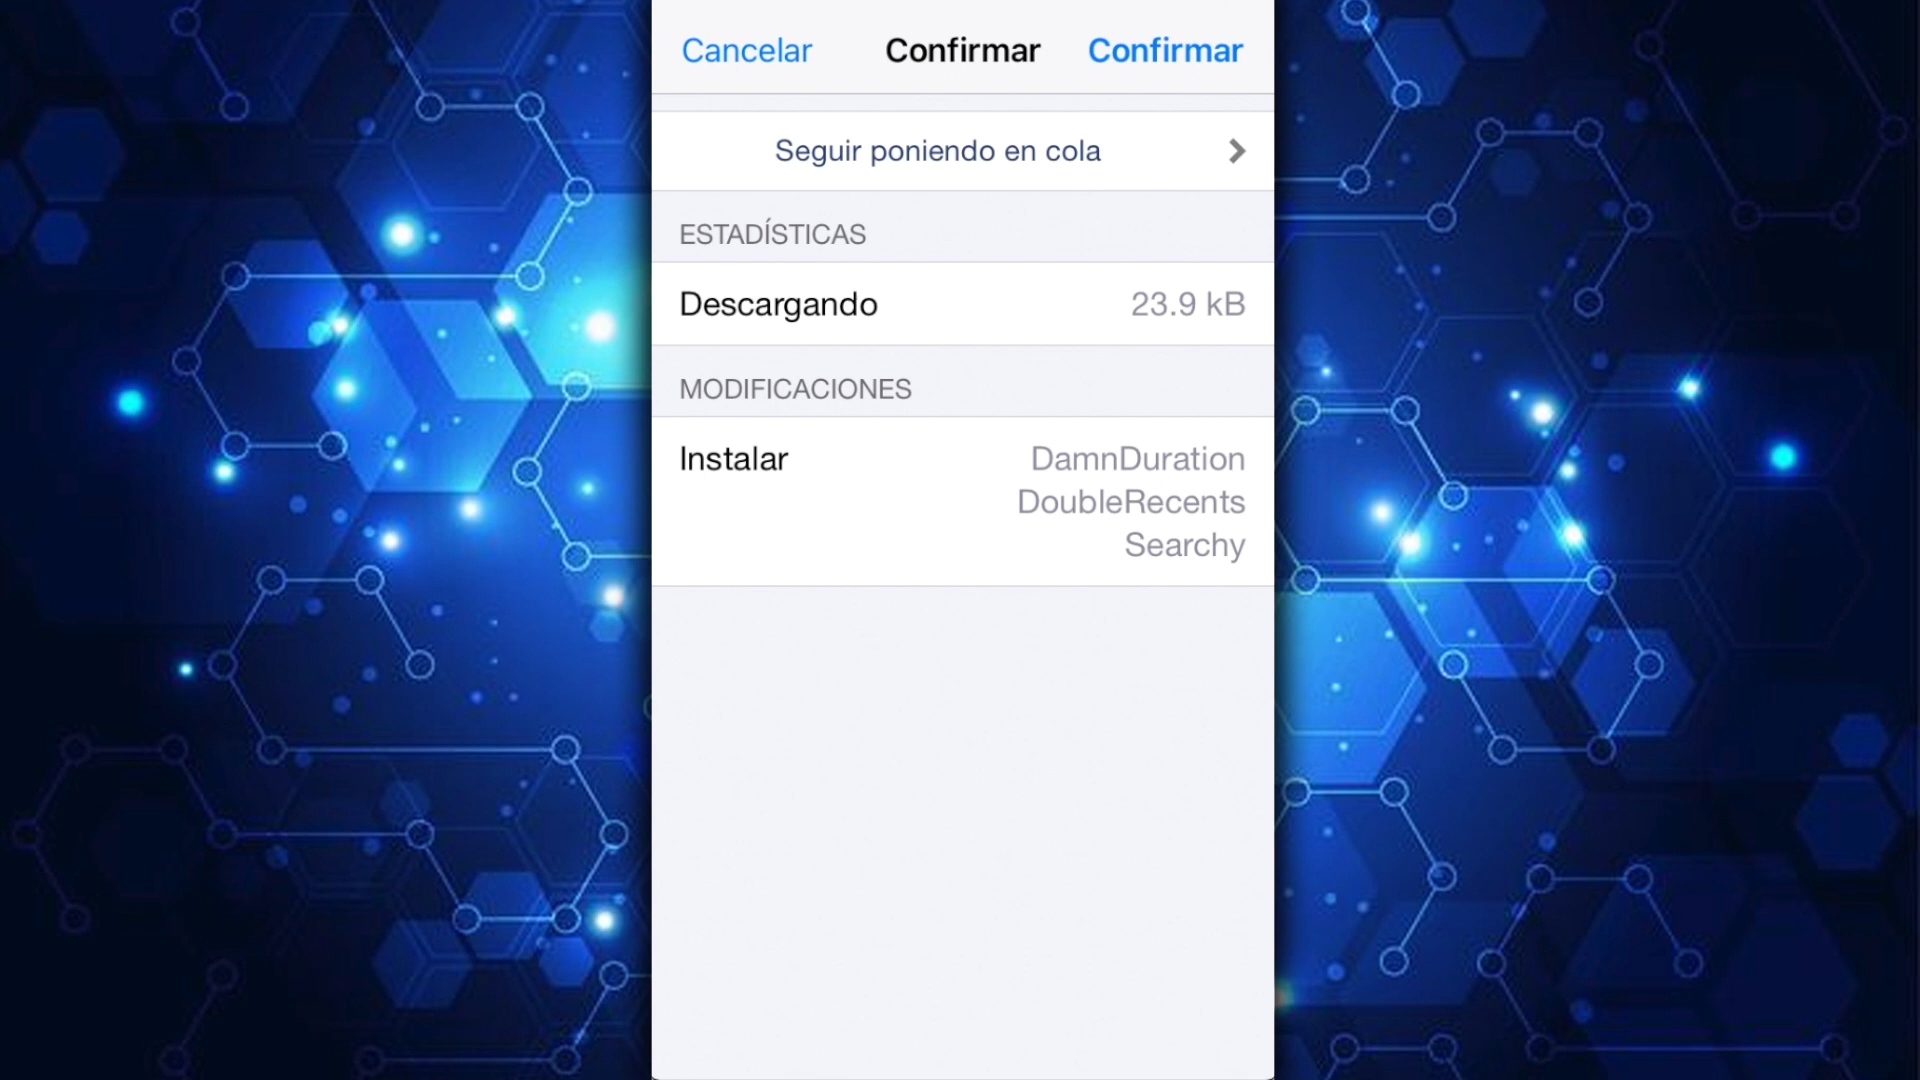 Cancelar Confirmar Confirmar
Seguir poniendo en cola
ESTADÍSTICAS
Descargando 23.9 kB
MODIFICACIONES
Instalar DamnDuration
DoubleRecents
Searchy